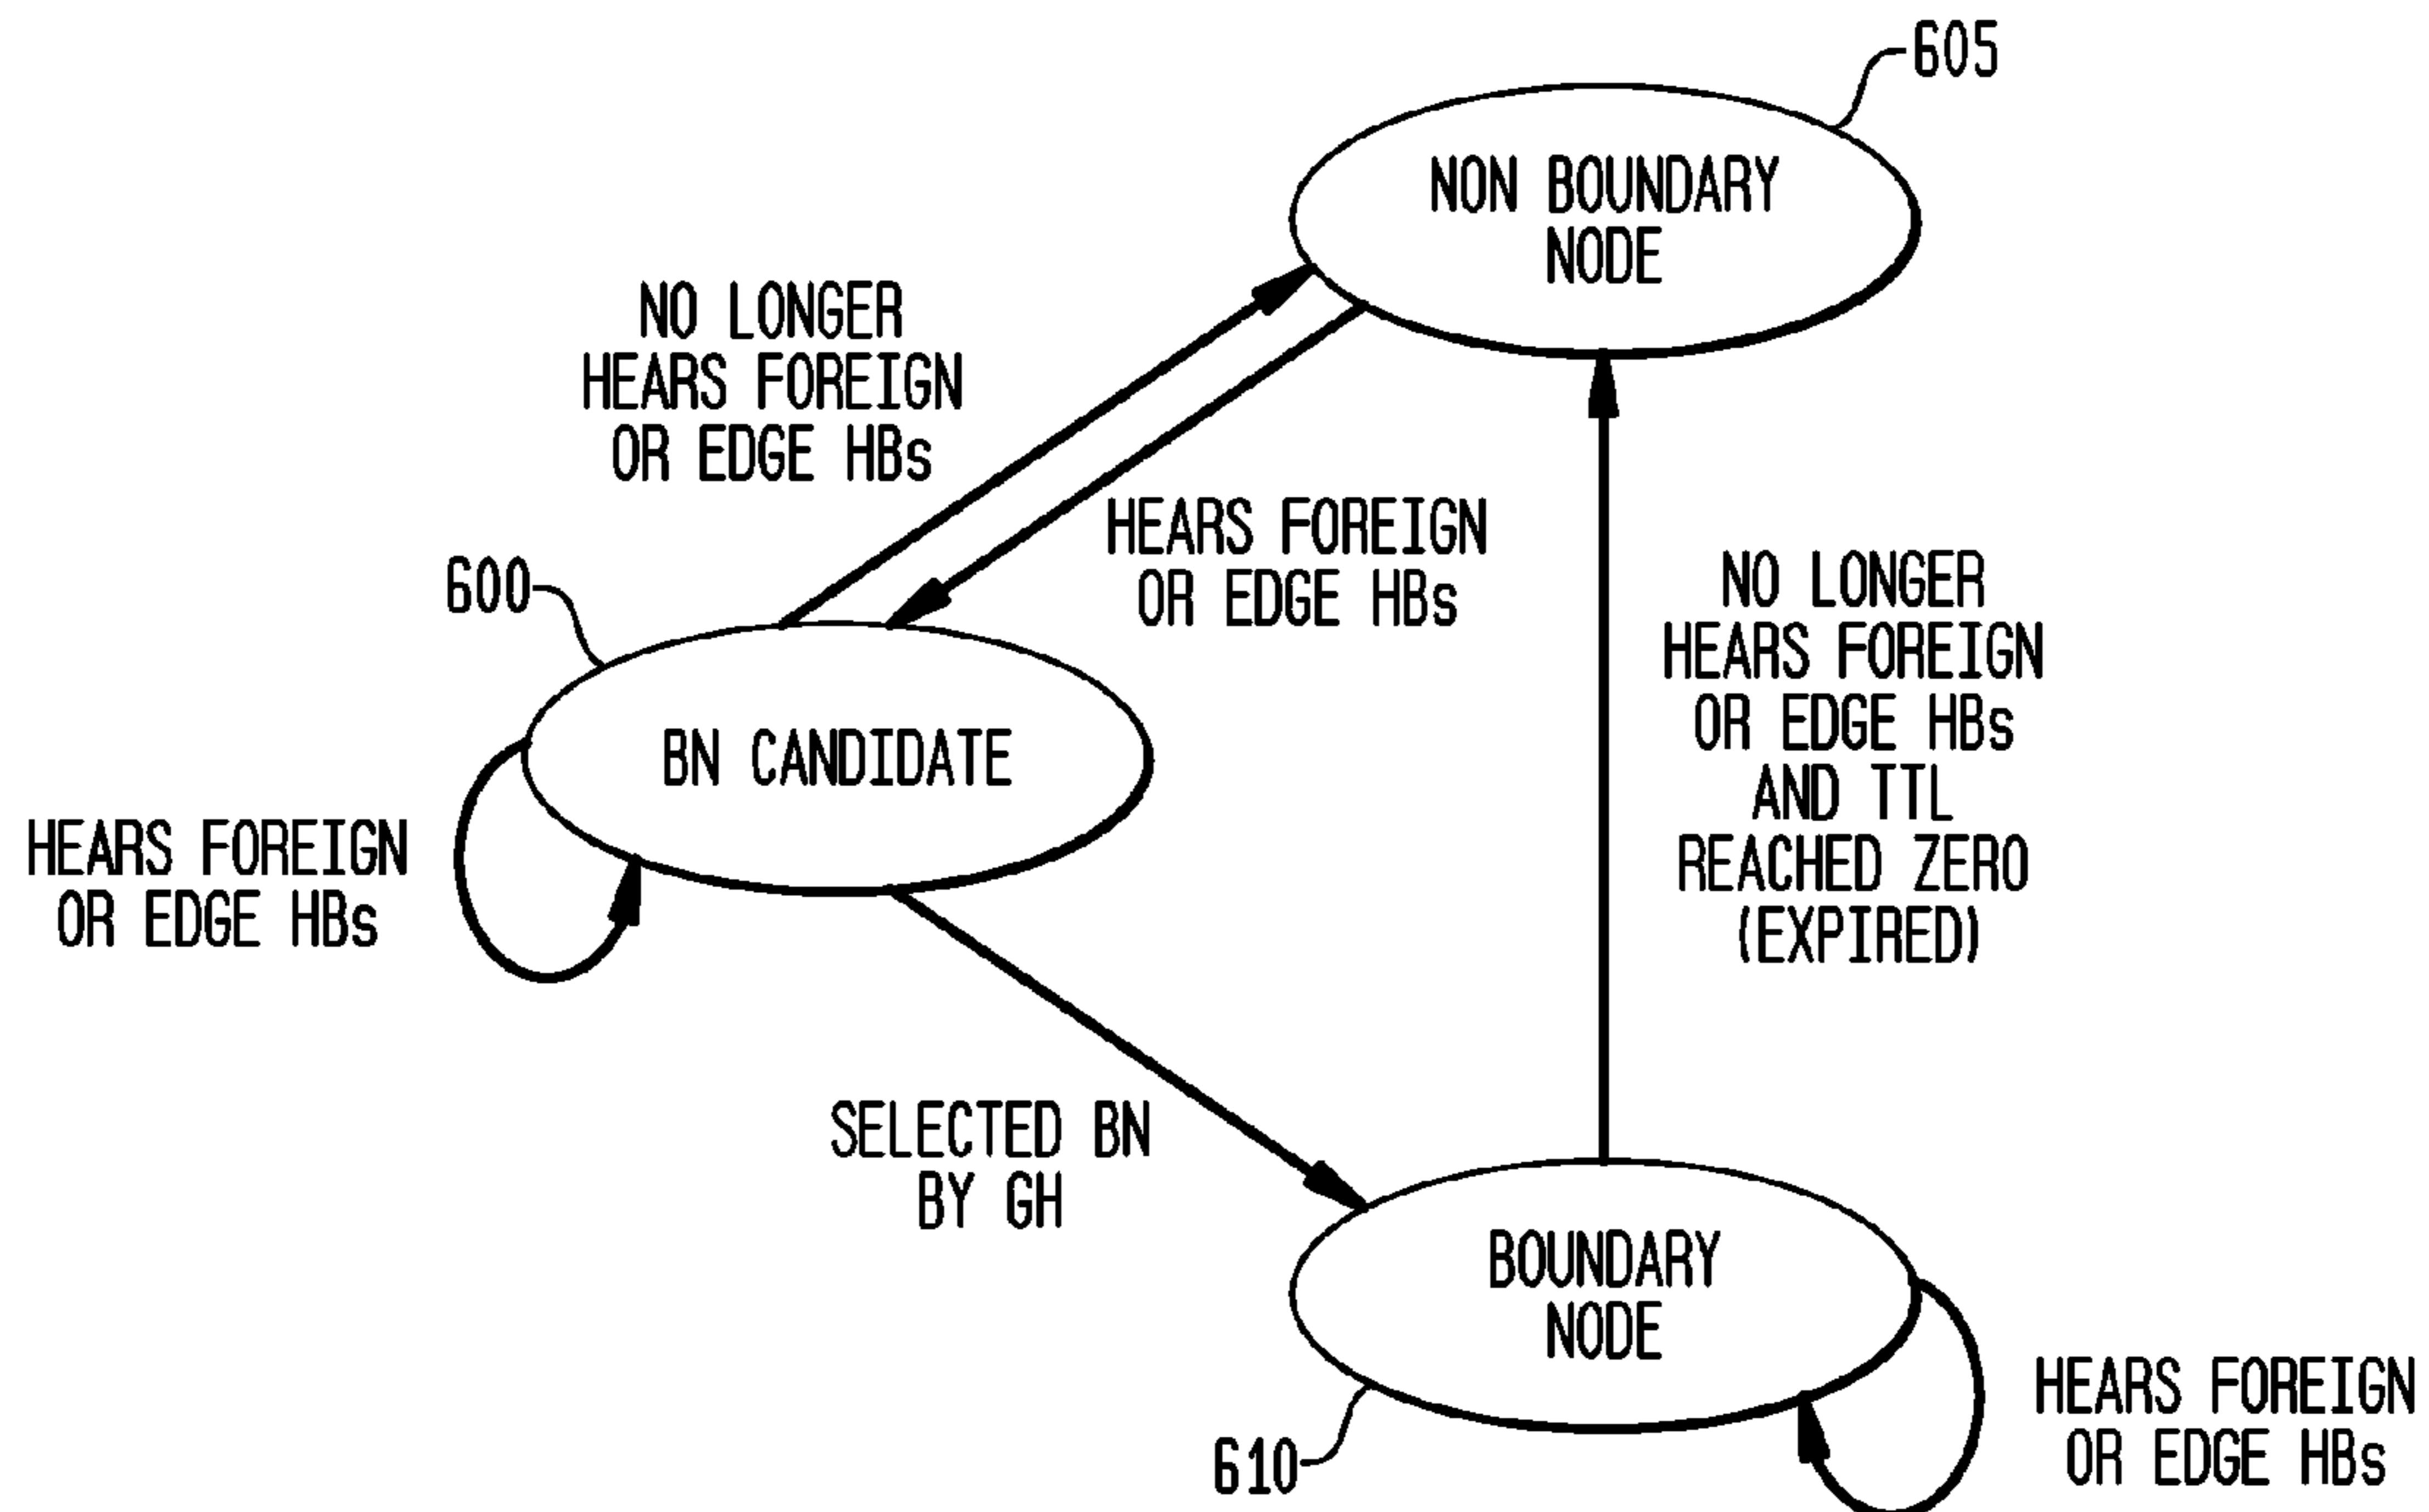 605
NON BOUNDARY
NODE
NO LONGER
HEARS FOREIGN
OR EDGE HBs
HEARS FOREIGN
OR EDGE HBs
600
NO LONGER
HEARS FOREIGN
OR EDGE HBs
AND TTL
REACHED ZERO
(EXPIRED)
BN CANDIDATE
HEARS FOREIGN
OR EDGE HBs
SELECTED BN
BY GH
BOUNDARY
NODE
610
HEARS FOREIGN
OR EDGE HBs